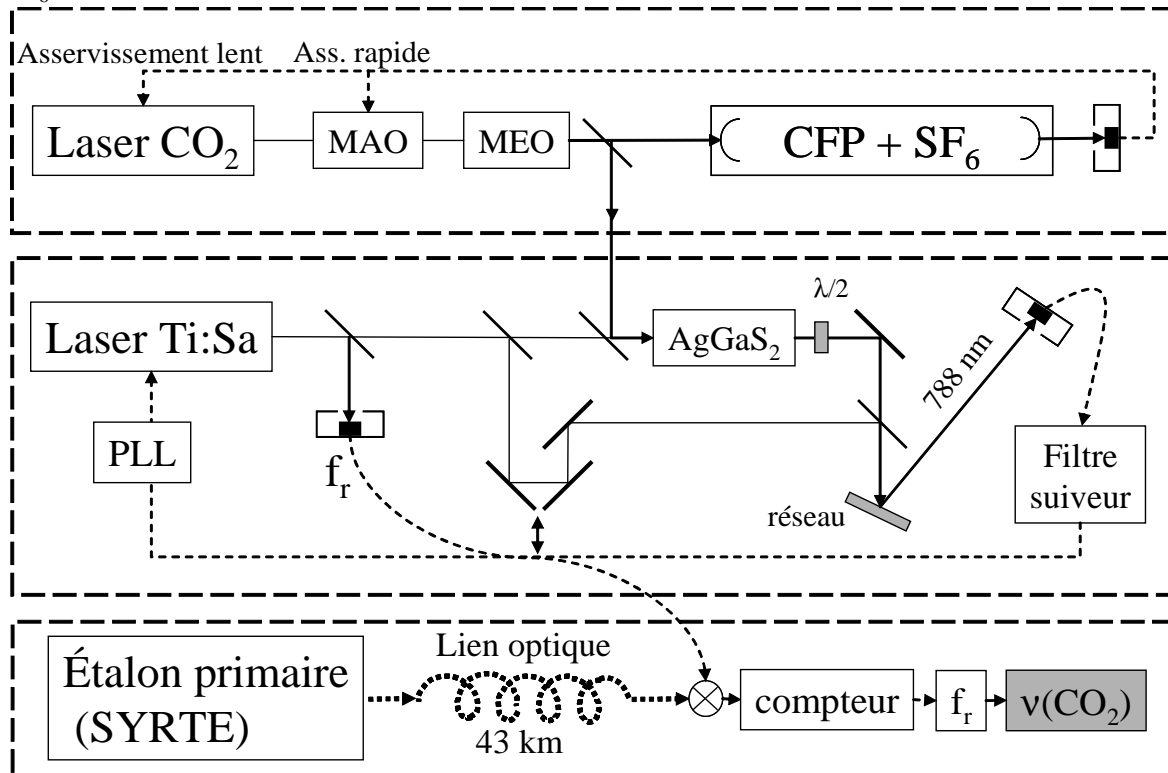 Asservissement lent
Ass. rapide
Laser CO₂
MAO
MEO
CFP + SF₆
Laser Ti:Sa
AgGaS₂
λ/2
788 nm
PLL
fᵣ
réseau
Filtre
suiveur
Étalon primaire
(SYRTE)
Lien optique
43 km
compteur
fᵣ
ν(CO₂)